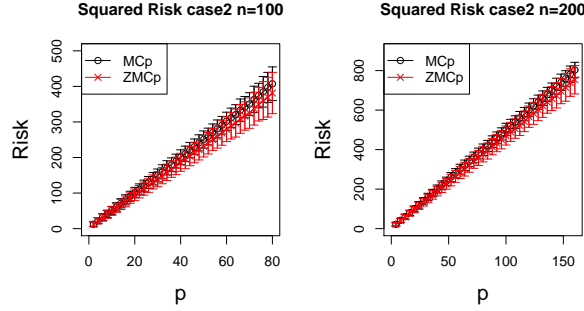 Squared Risk case2 n=100
500
400
300
200
100
0
Risk
MCp
ZMCp
0 20 40 60 80
p
Squared Risk case2 n=200
800
600
400
200
0
Risk
MCp
ZMCp
0 50 100 150
p